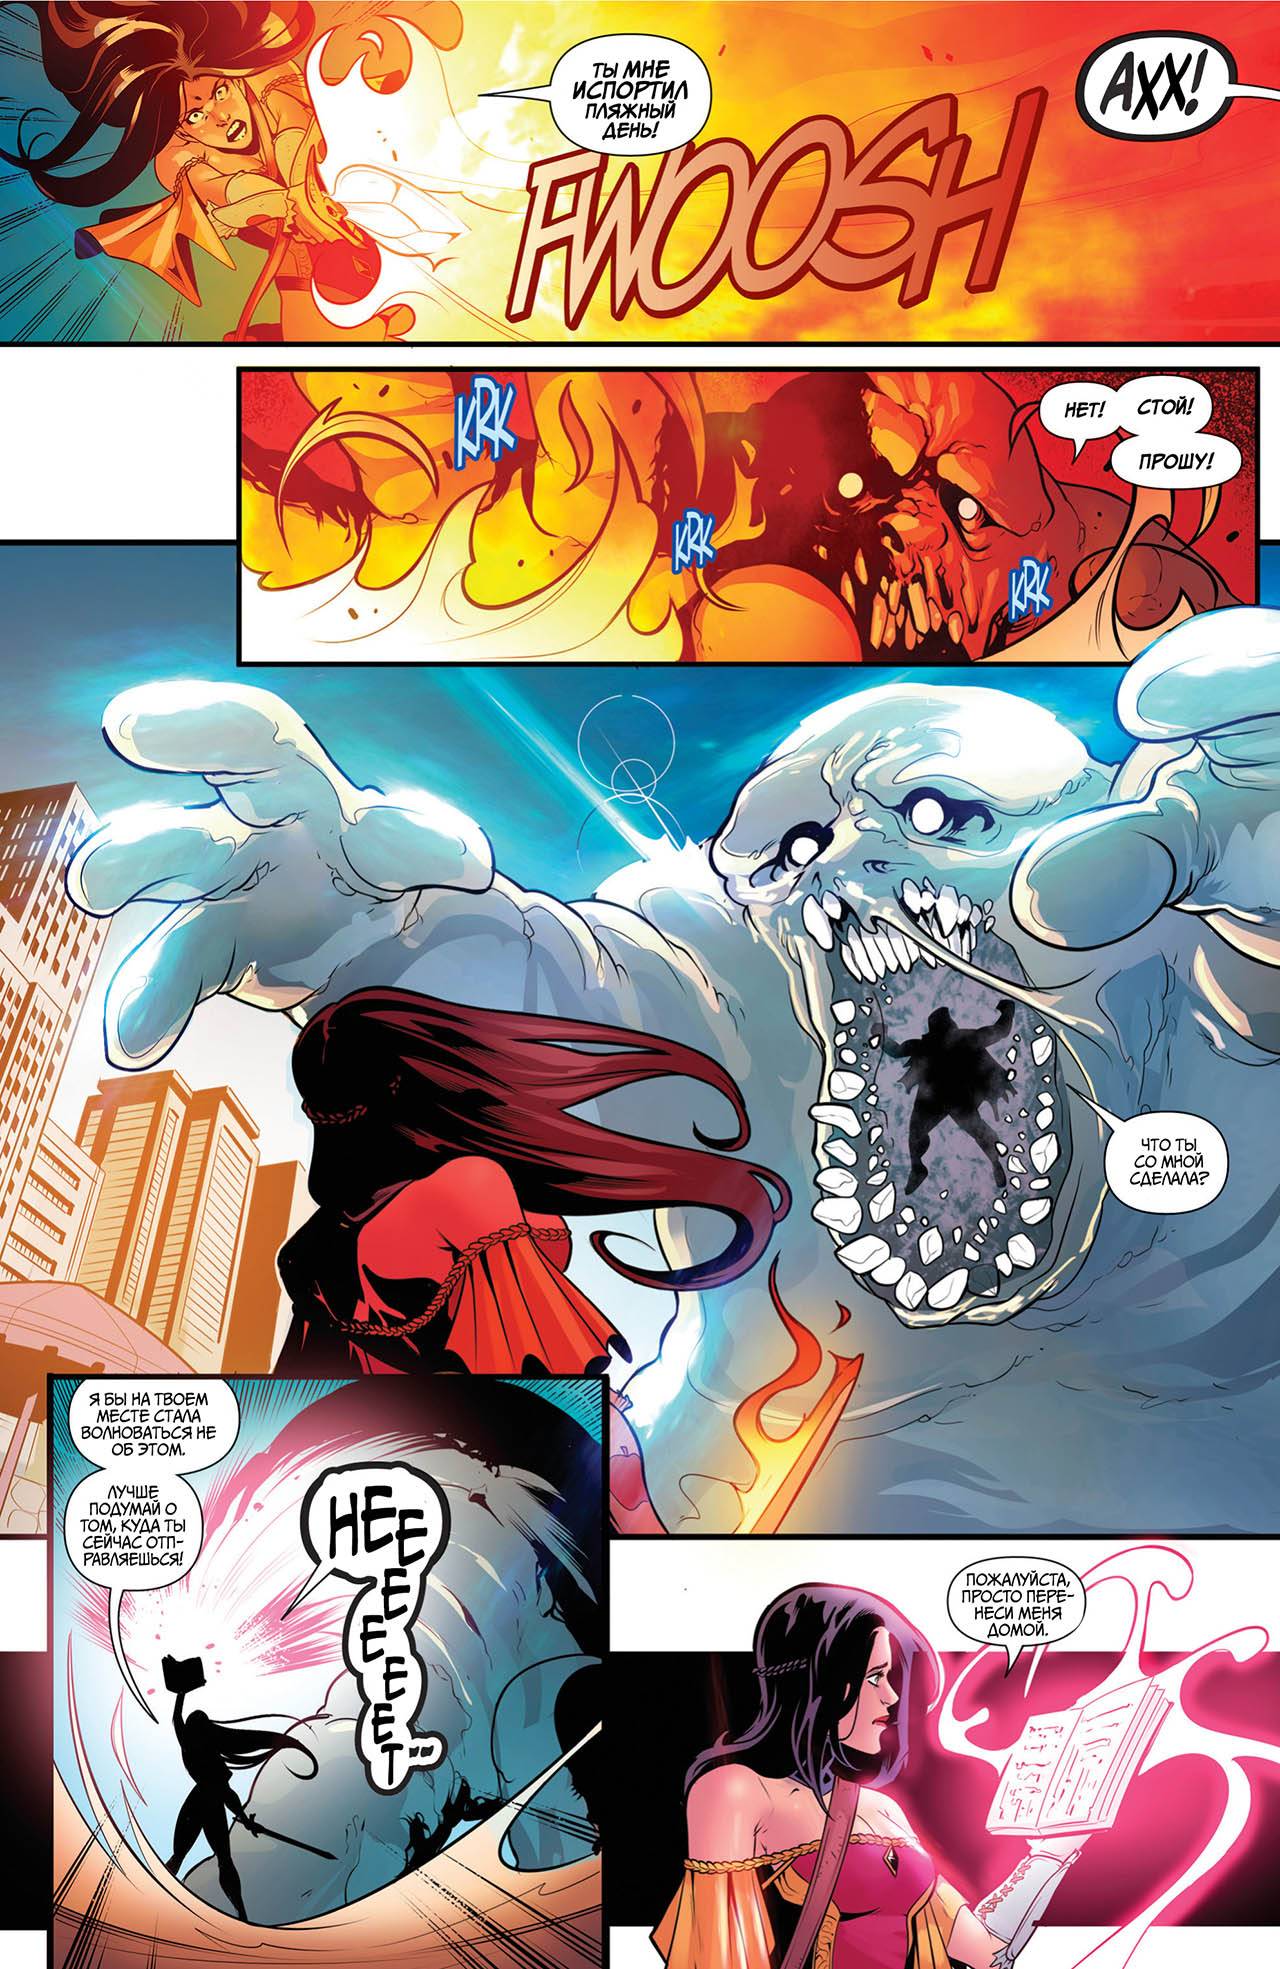 ТЫ МНЕ
ИСПОРТИЛ
ПЛЯЖНЫЙ
ДЕНЬ!
FWOOSH
АХХ!
KRK
KRK
KRK
НЕТ!
СТОЙ!
ПРОШУ!
ЧТО ТЫ
СО МНОЙ
СДЕЛАЛА?
Я БЫ НА ТВОЕМ
МЕСТЕ СТАЛА
ВОЛНОВАТЬСЯ НЕ
ОБ ЭТОМ.
ЛУЧШЕ
ПОДУМАЙ О
ТОМ, КУДА ТЫ
СЕЙЧАС ОТП-
РАВЛЯЕШЬСЯ!
НЕЕЕЕЕЕЕТ--
ПОЖАЛУЙСТА,
ПРОСТО ПЕРЕ-
НЕСИ МЕНЯ
ДОМОЙ.